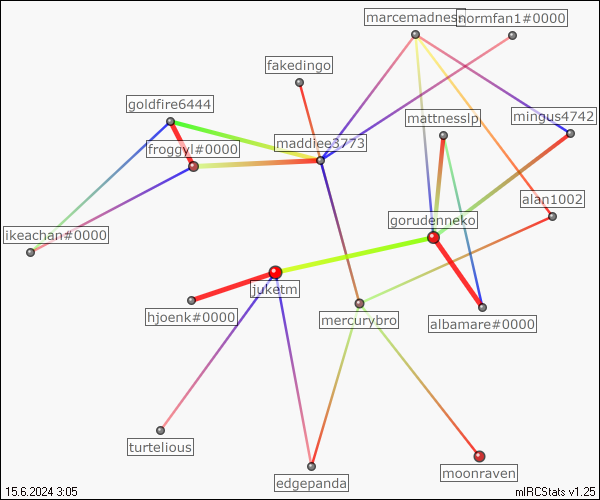 marcemadness
normfan1#0000
fakedingo
goldfire6444
mattnesslp
mingus4742
froggyl#0000
maddiee3773
alan1002
gorudenneko
ikeachan#0000
juketm
hjoenk#0000
mercurybro
albamare#0000
turtelious
edgepanda
moonraven
15.6.2024 3:05
mIRCStats v1.25